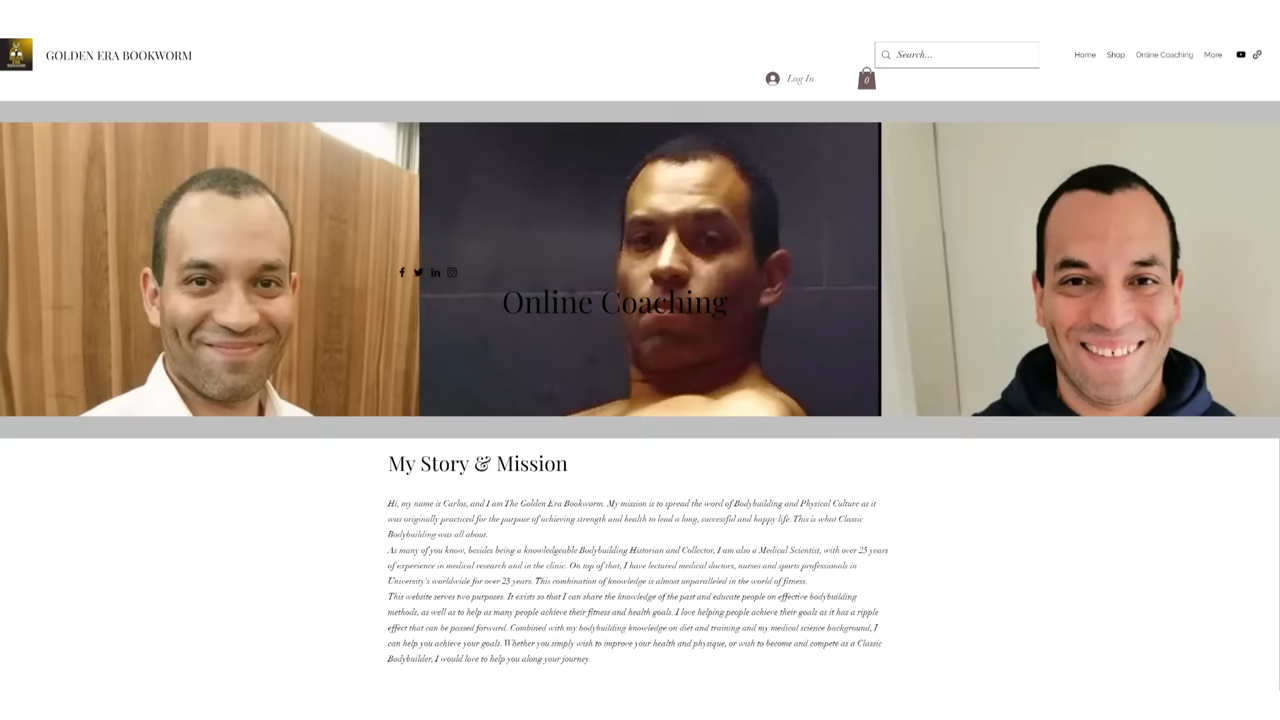 GOLDEN ERA BOOKWORM
Search...
Home Shop Online Coaching More
Log In
0
Online Coaching
My Story & Mission
Hi, my name is Carlos, and I am The Golden Era Bookworm. My mission is to spread the word of Bodybuilding and Physical Culture as it
was originally practiced for the purpose of achieving strength and health to lead a long, successful and happy life. This is what Classic
Bodybuilding was all about.
As many of you know, besides being a knowledgeable Bodybuilding Historian and Collector, I am also a Medical Scientist, with over 25 years
of experience in medical research and in the clinic. On top of that, I have lectured medical doctors, nurses and sports professionals in
University's worldwide for over 25 years. This combination of knowledge is almost unparalleled in the world of fitness.
This website serves two purposes. It exists so that I can share the knowledge of the past and educate people on effective bodybuilding
methods, as well as to help as many people achieve their fitness and health goals. I love helping people achieve their goals as it has a ripple
effect that can be passed forward. Combined with my bodybuilding knowledge on diet and training and my medical science background, I
can help you achieve your goals. Whether you simply wish to improve your health and physique, or wish to become and compete as a Classic
Bodybuilder, I would love to help you along your journey.